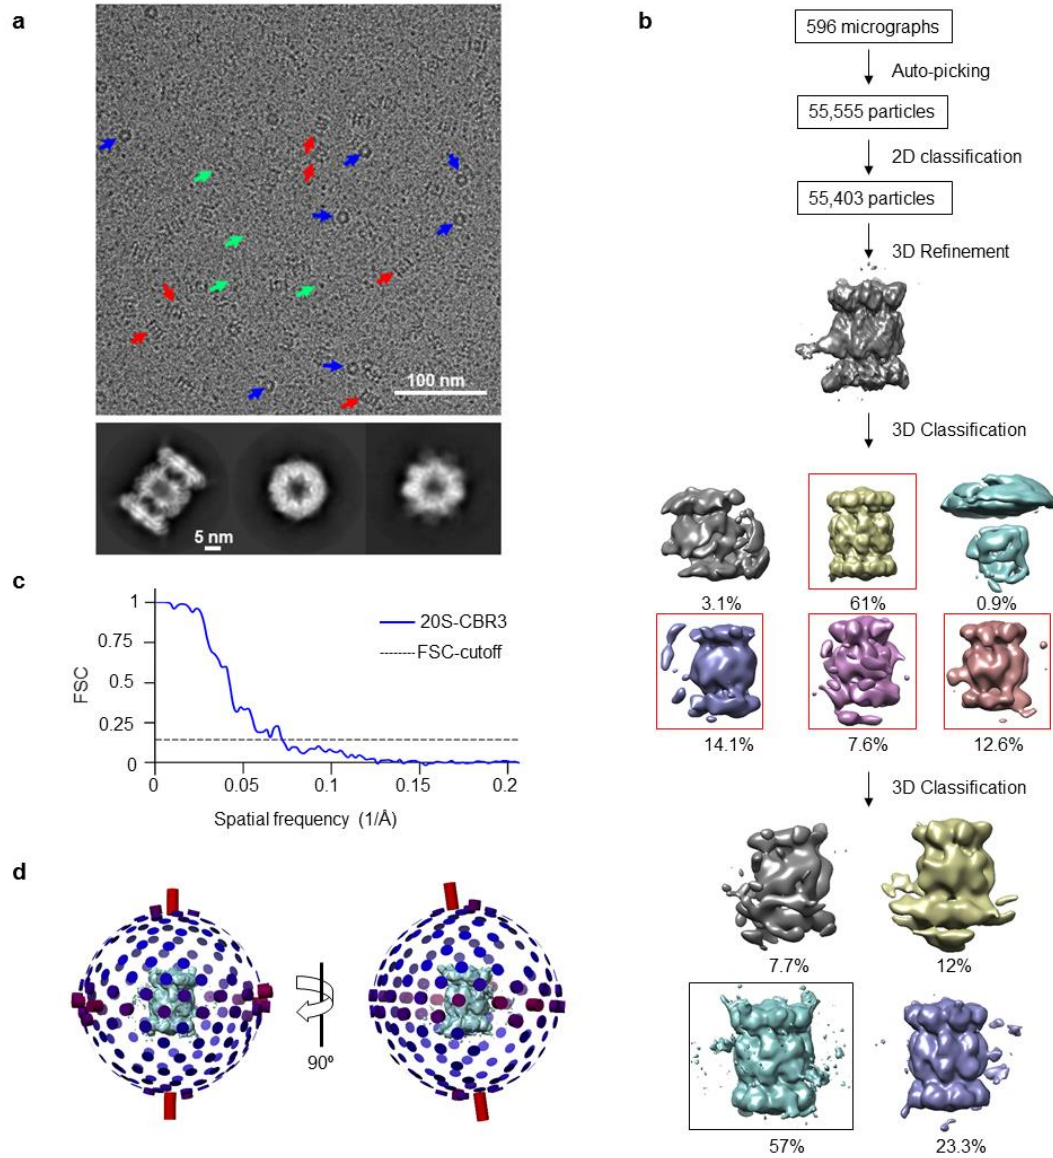 a
100 nm
5 nm
b
596 micrographs
Auto-picking
55,555 particles
2D classification
55,403 particles
3D Refinement
3D Classification
3.1%
61%
0.9%
14.1%
7.6%
12.6%
3D Classification
7.7%
12%
57%
23.3%
c
1
0.75
0.5
0.25
0
FSC
20S-CBR3
FSC-cutoff
0
0.05
0.1
0.15
0.2
Spatial frequency (1/Å)
d
90º